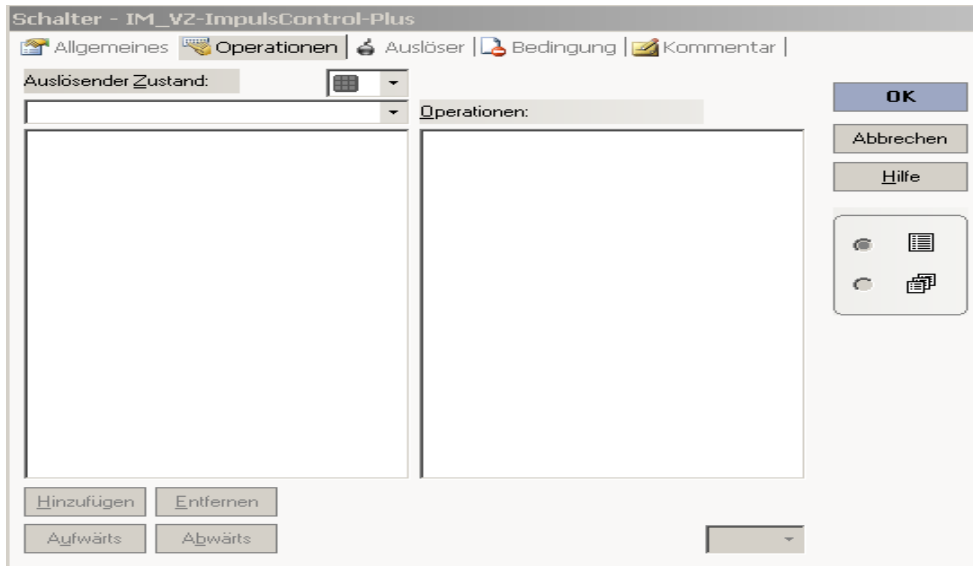 Schalter - IM_VZ-ImpulsControl-Plus
Allgemeines Operationen Auslöser Bedingung Kommentar
Auslösender Zustand:
Operationen:
OK
Abbrechen
Hilfe
Hinzufügen Entfernen
Aufwärts Abwärts